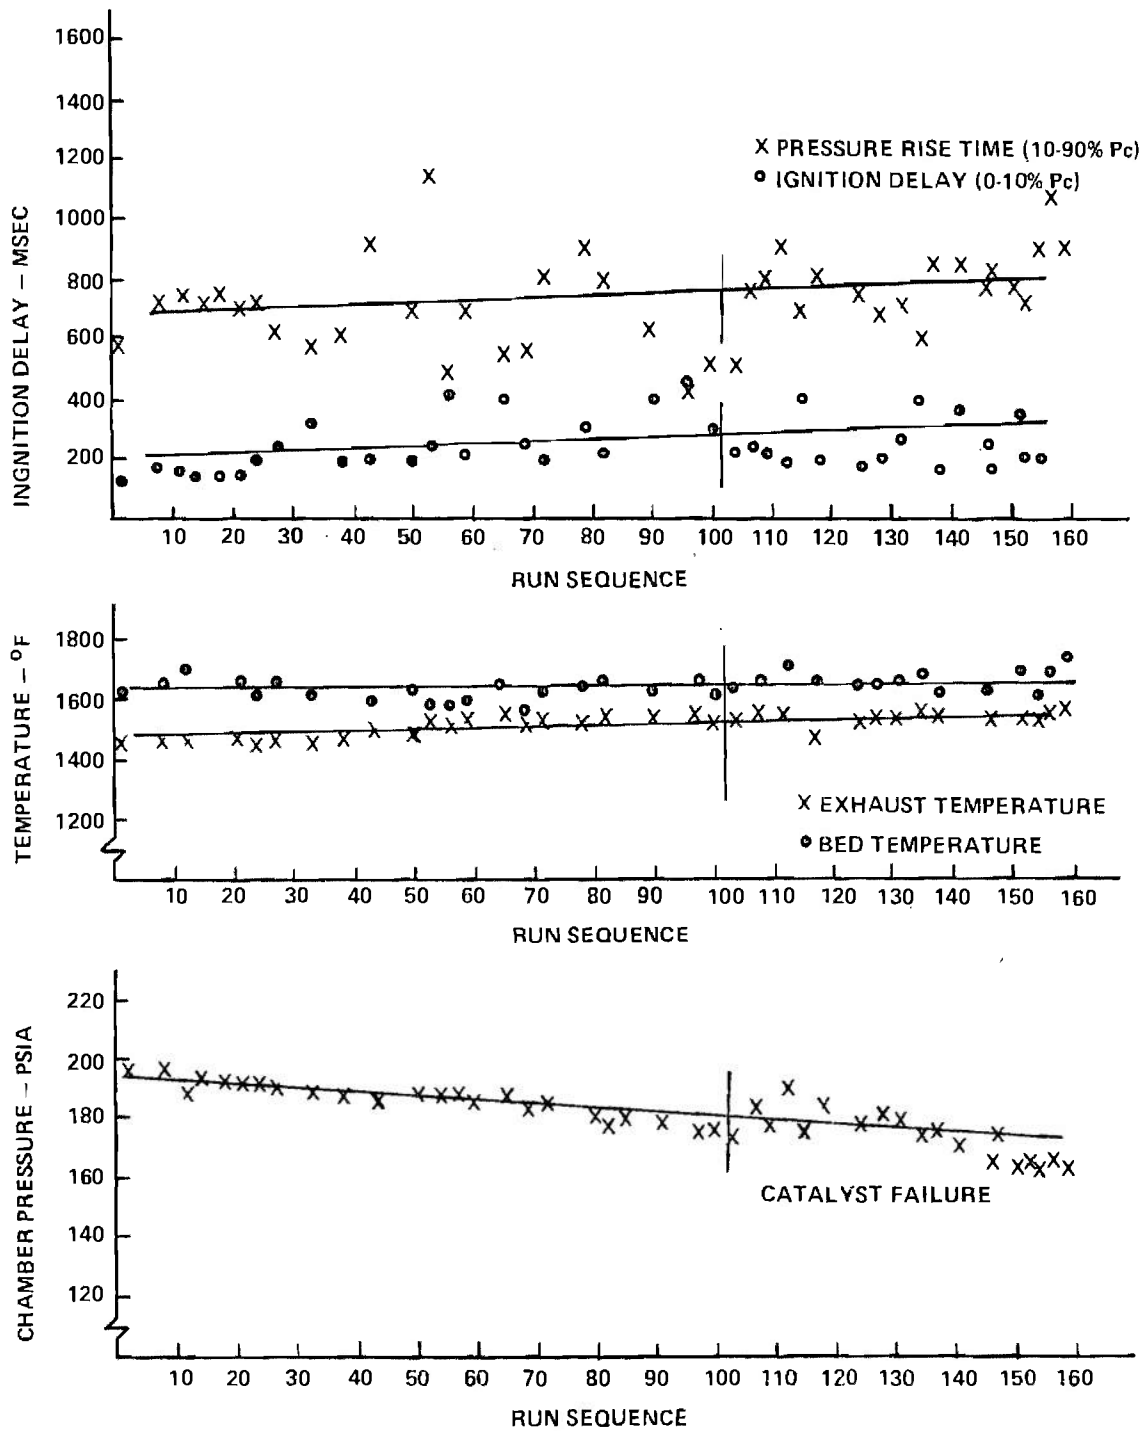 1600
1400
1200
1000
800
600
400
200
INGNITION DELAY — MSEC
X PRESSURE RISE TIME (10-90% Pc)
o IGNITION DELAY (0-10% Pc)
10 20 30 40 50 60 70 80 90 100 110 120 130 140 150 160
RUN SEQUENCE
1800
1600
1400
1200
TEMPERATURE — °F
X EXHAUST TEMPERATURE
o BED TEMPERATURE
10 20 30 40 50 60 70 80 90 100 110 120 130 140 150 160
RUN SEQUENCE
220
200
180
160
140
120
CHAMBER PRESSURE — PSIA
CATALYST FAILURE
10 20 30 40 50 60 70 80 90 100 110 120 130 140 150 160
RUN SEQUENCE